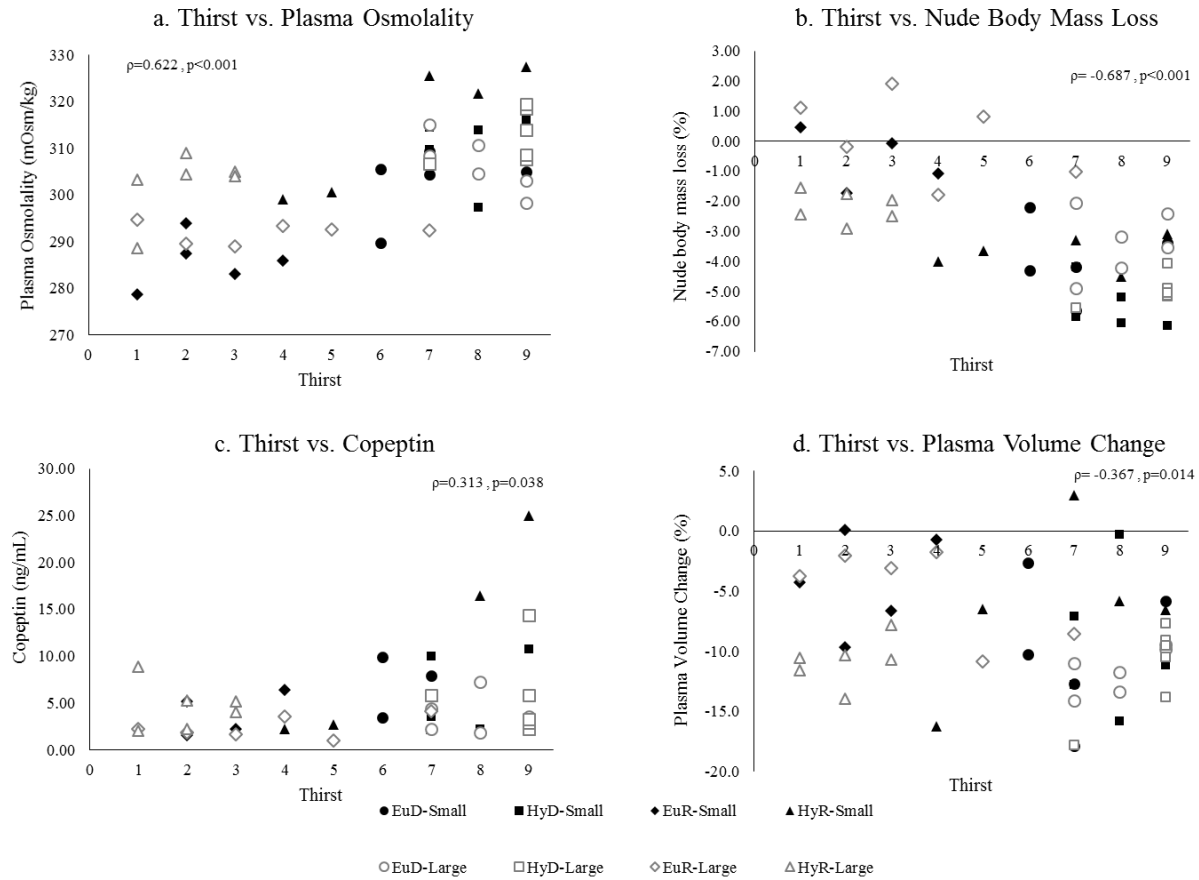 a. Thirst vs. Plasma Osmolality
ρ=0.622 , p<0.001
Plasma Osmolality (mOsm/kg)
330
320
310
300
290
280
270
0 1 2 3 4 5 6 7 8 9
Thirst
b. Thirst vs. Nude Body Mass Loss
ρ= -0.687 , p<0.001
Nude body mass loss (%)
3.00
2.00
1.00
0.00
-1.00
-2.00
-3.00
-4.00
-5.00
-6.00
-7.00
0 1 2 3 4 5 6 7 8 9
Thirst
c. Thirst vs. Copeptin
ρ=0.313 , p=0.038
Copeptin (ng/mL)
30.00
25.00
20.00
15.00
10.00
5.00
0.00
0 1 2 3 4 5 6 7 8 9
Thirst
d. Thirst vs. Plasma Volume Change
ρ= -0.367 , p=0.014
Plasma Volume Change (%)
5.0
0.0
-5.0
-10.0
-15.0
-20.0
0 1 2 3 4 5 6 7 8 9
Thirst
EuD-Small HyD-Small EuR-Small HyR-Small
EuD-Large HyD-Large EuR-Large HyR-Large